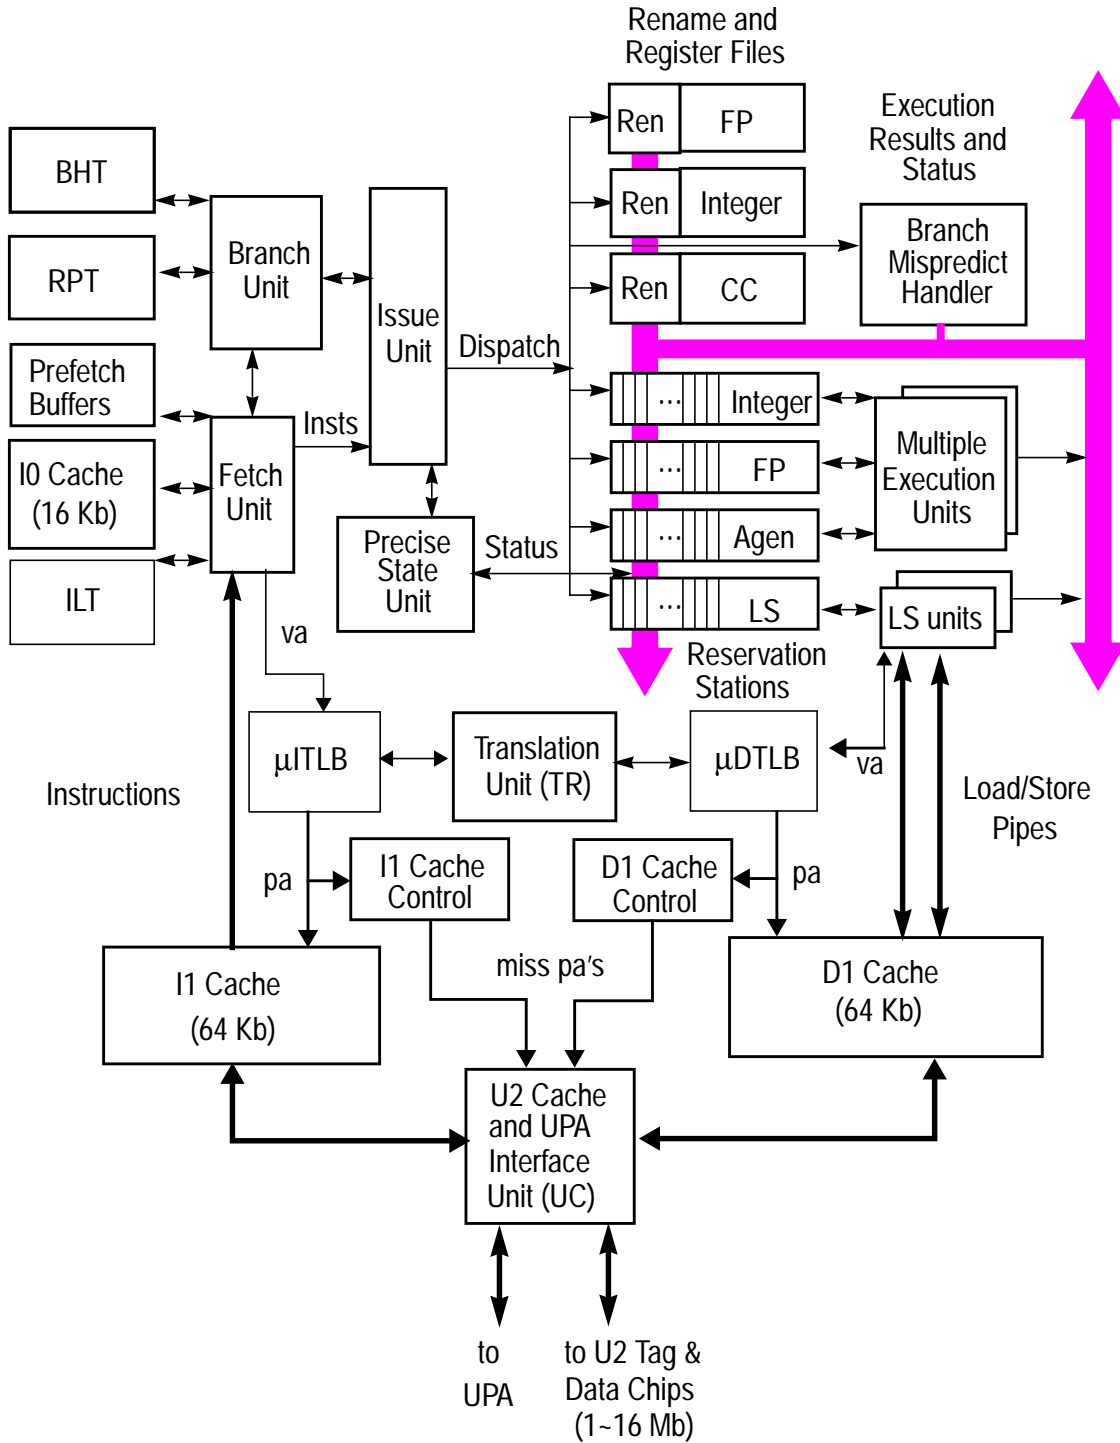 Rename and
Register Files
Ren
FP
Execution
Results and
Status
BHT
Ren
Integer
Branch
Mispredict
Handler
Branch
Unit
RPT
Ren
CC
Issue
Unit
Dispatch
Prefetch
Buffers
... Integer
Insts
Multiple
Execution
Units
I0 Cache
(16 Kb)
Fetch
Unit
... FP
Precise
State
Unit
Status
... Agen
ILT
... LS
LS units
va
Reservation
Stations
μITLB
Translation
Unit (TR)
μDTLB
va
Instructions
Load/Store
Pipes
pa
I1 Cache
Control
D1 Cache
Control
pa
miss pa's
I1 Cache
(64 Kb)
D1 Cache
(64 Kb)
U2 Cache
and UPA
Interface
Unit (UC)
to
UPA
to U2 Tag &
Data Chips
(1~16 Mb)